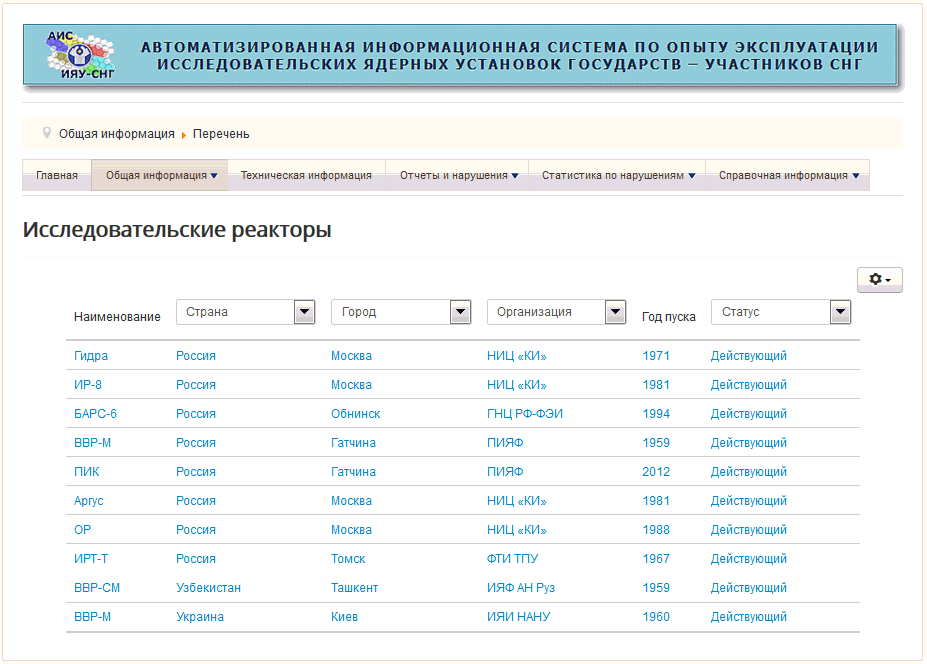 АИС
ИЯУ-СНГ
АВТОМАТИЗИРОВАННАЯ ИНФОРМАЦИОННАЯ СИСТЕМА ПО ОПЫТУ ЭКСПЛУАТАЦИИ
ИССЛЕДОВАТЕЛЬСКИХ ЯДЕРНЫХ УСТАНОВОК ГОСУДАРСТВ – УЧАСТНИКОВ СНГ
Общая информация Перечень
Главная Общая информация Техническая информация Отчеты и нарушения Статистика по нарушениям Справочная информация
Исследовательские реакторы
Наименование Страна Город Организация Год пуска Статус
Гидра Россия Москва НИЦ «КИ» 1971 Действующий
ИР-8 Россия Москва НИЦ «КИ» 1981 Действующий
БАРС-6 Россия Обнинск ГНЦ РФ-ФЭИ 1994 Действующий
ВВР-М Россия Гатчина ПИЯФ 1959 Действующий
ПИК Россия Гатчина ПИЯФ 2012 Действующий
Аргус Россия Москва НИЦ «КИ» 1981 Действующий
ОР Россия Москва НИЦ «КИ» 1988 Действующий
ИРТ-Т Россия Томск ФТИ ТПУ 1967 Действующий
ВВР-СМ Узбекистан Ташкент ИЯФ АН Руз 1959 Действующий
ВВР-М Украина Киев ИЯИ НАНУ 1960 Действующий